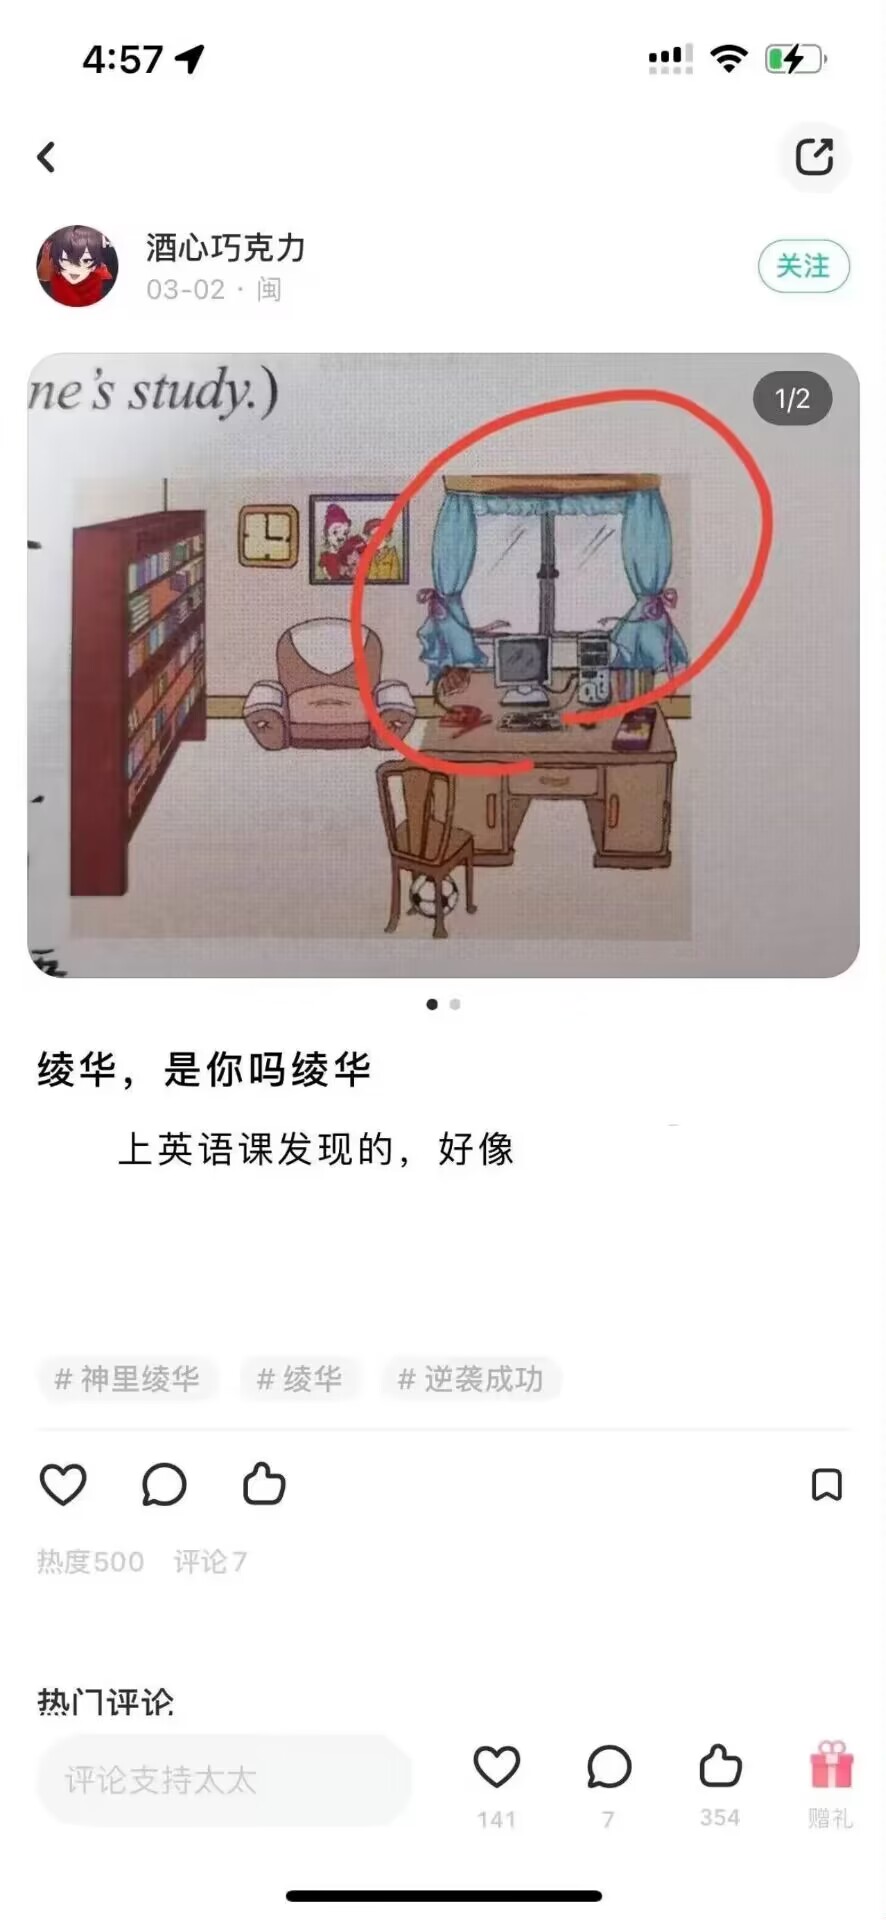 4:57
酒心巧克力
03-02 · 闽
关注
ne's study.)
1/2
绫华，是你吗绫华
上英语课发现的，好像
# 神里绫华
# 绫华
# 逆袭成功
热度500 评论7
热门评论
评论支持太太
141
7
354
赠礼